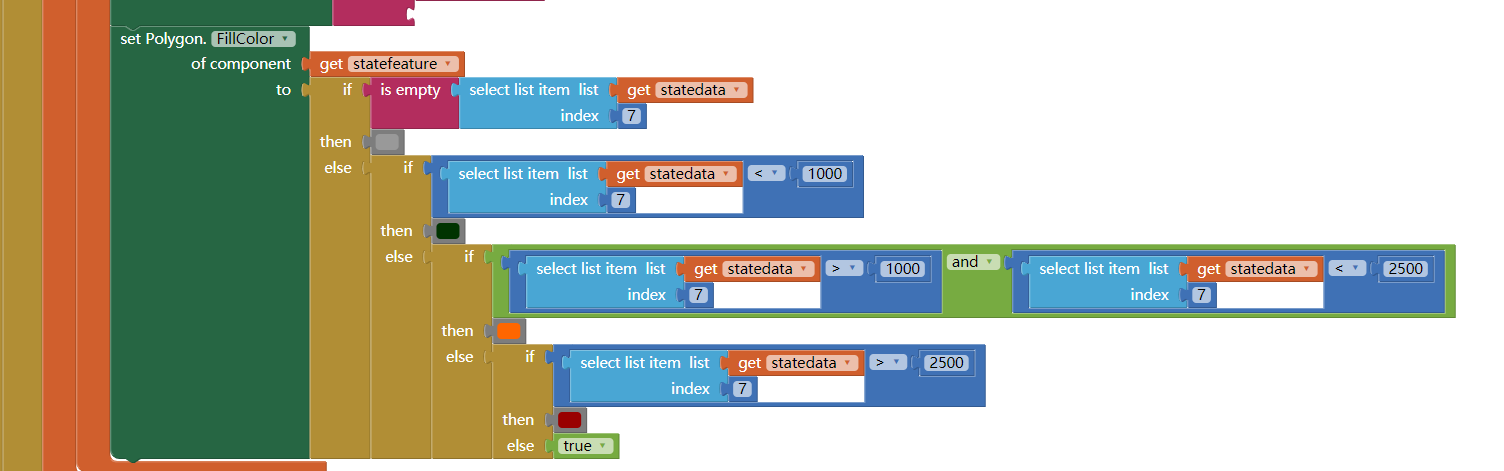 set Polygon. FillColor
of component get statefeature
to if is empty select list item list get statedata
index 7
then
else if select list item list get statedata < 1000
index 7
then
else if select list item list get statedata > 1000 and select list item list get statedata < 2500
index 7 index 7
then
else if select list item list get statedata > 2500
index 7
then
else true